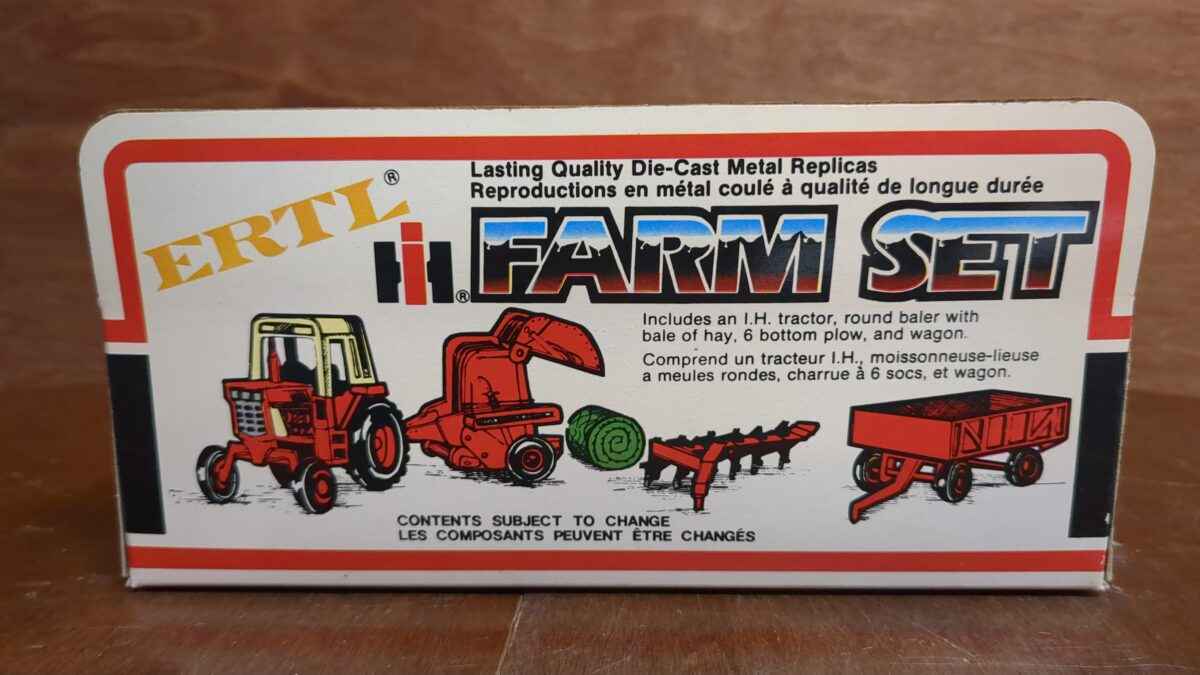 ERTL®
Lasting Quality Die-Cast Metal Replicas
Reproductions en métal coulé à qualité de longue durée
IH® FARM SET
Includes an I.H. tractor, round baler with
bale of hay, 6 bottom plow, and wagon.
Comprend un tracteur I.H., moissonneuse-lieuse
a meules rondes, charrue à 6 socs, et wagon.
CONTENTS SUBJECT TO CHANGE
LES COMPOSANTS PEUVENT ÊTRE CHANGÉS